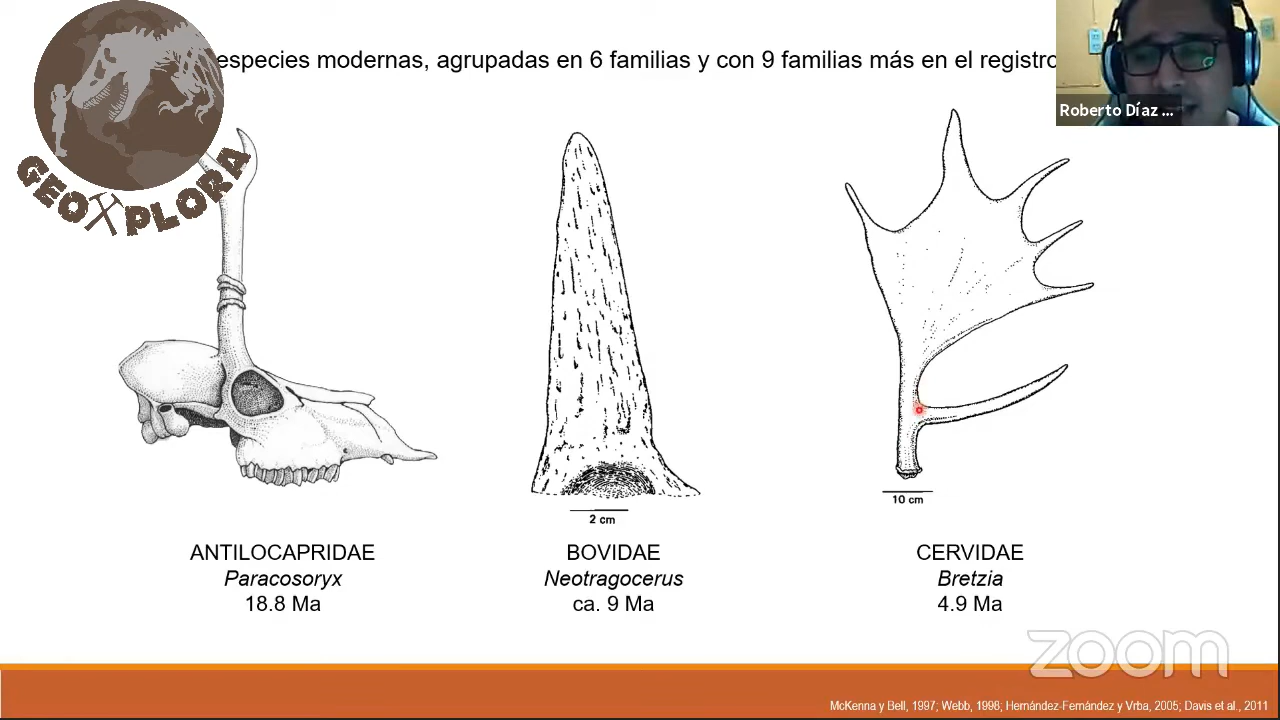 especies modernas, agrupadas en 6 familias y con 9 familias más en el registro
Roberto Díaz ...
GEOXPLORA
2 cm
10 cm
ANTILOCAPRIDAE
Paracosoryx
18.8 Ma
BOVIDAE
Neotragocerus
ca. 9 Ma
CERVIDAE
Bretzia
4.9 Ma
zoom
McKenna y Bell, 1997; Webb, 1998; Hernández-Fernández y Vrba, 2005; Davis et al., 2011